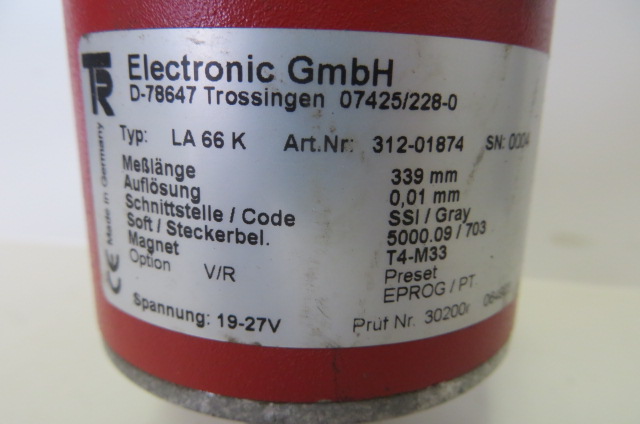 TR Electronic GmbH
D-78647 Trossingen 07425/228-0
Typ: LA 66 K Art.Nr: 312-01874 SN: 0004
Meßlänge 339 mm
Auflösung 0,01 mm
Schnittstelle / Code SSI / Gray
Soft / Steckerbel. 5000.09 / 703
Magnet T4-M33
Option V/R Preset
EPROG / PT
Spannung: 19-27V Prüf Nr. 30200
CE Made in Germany